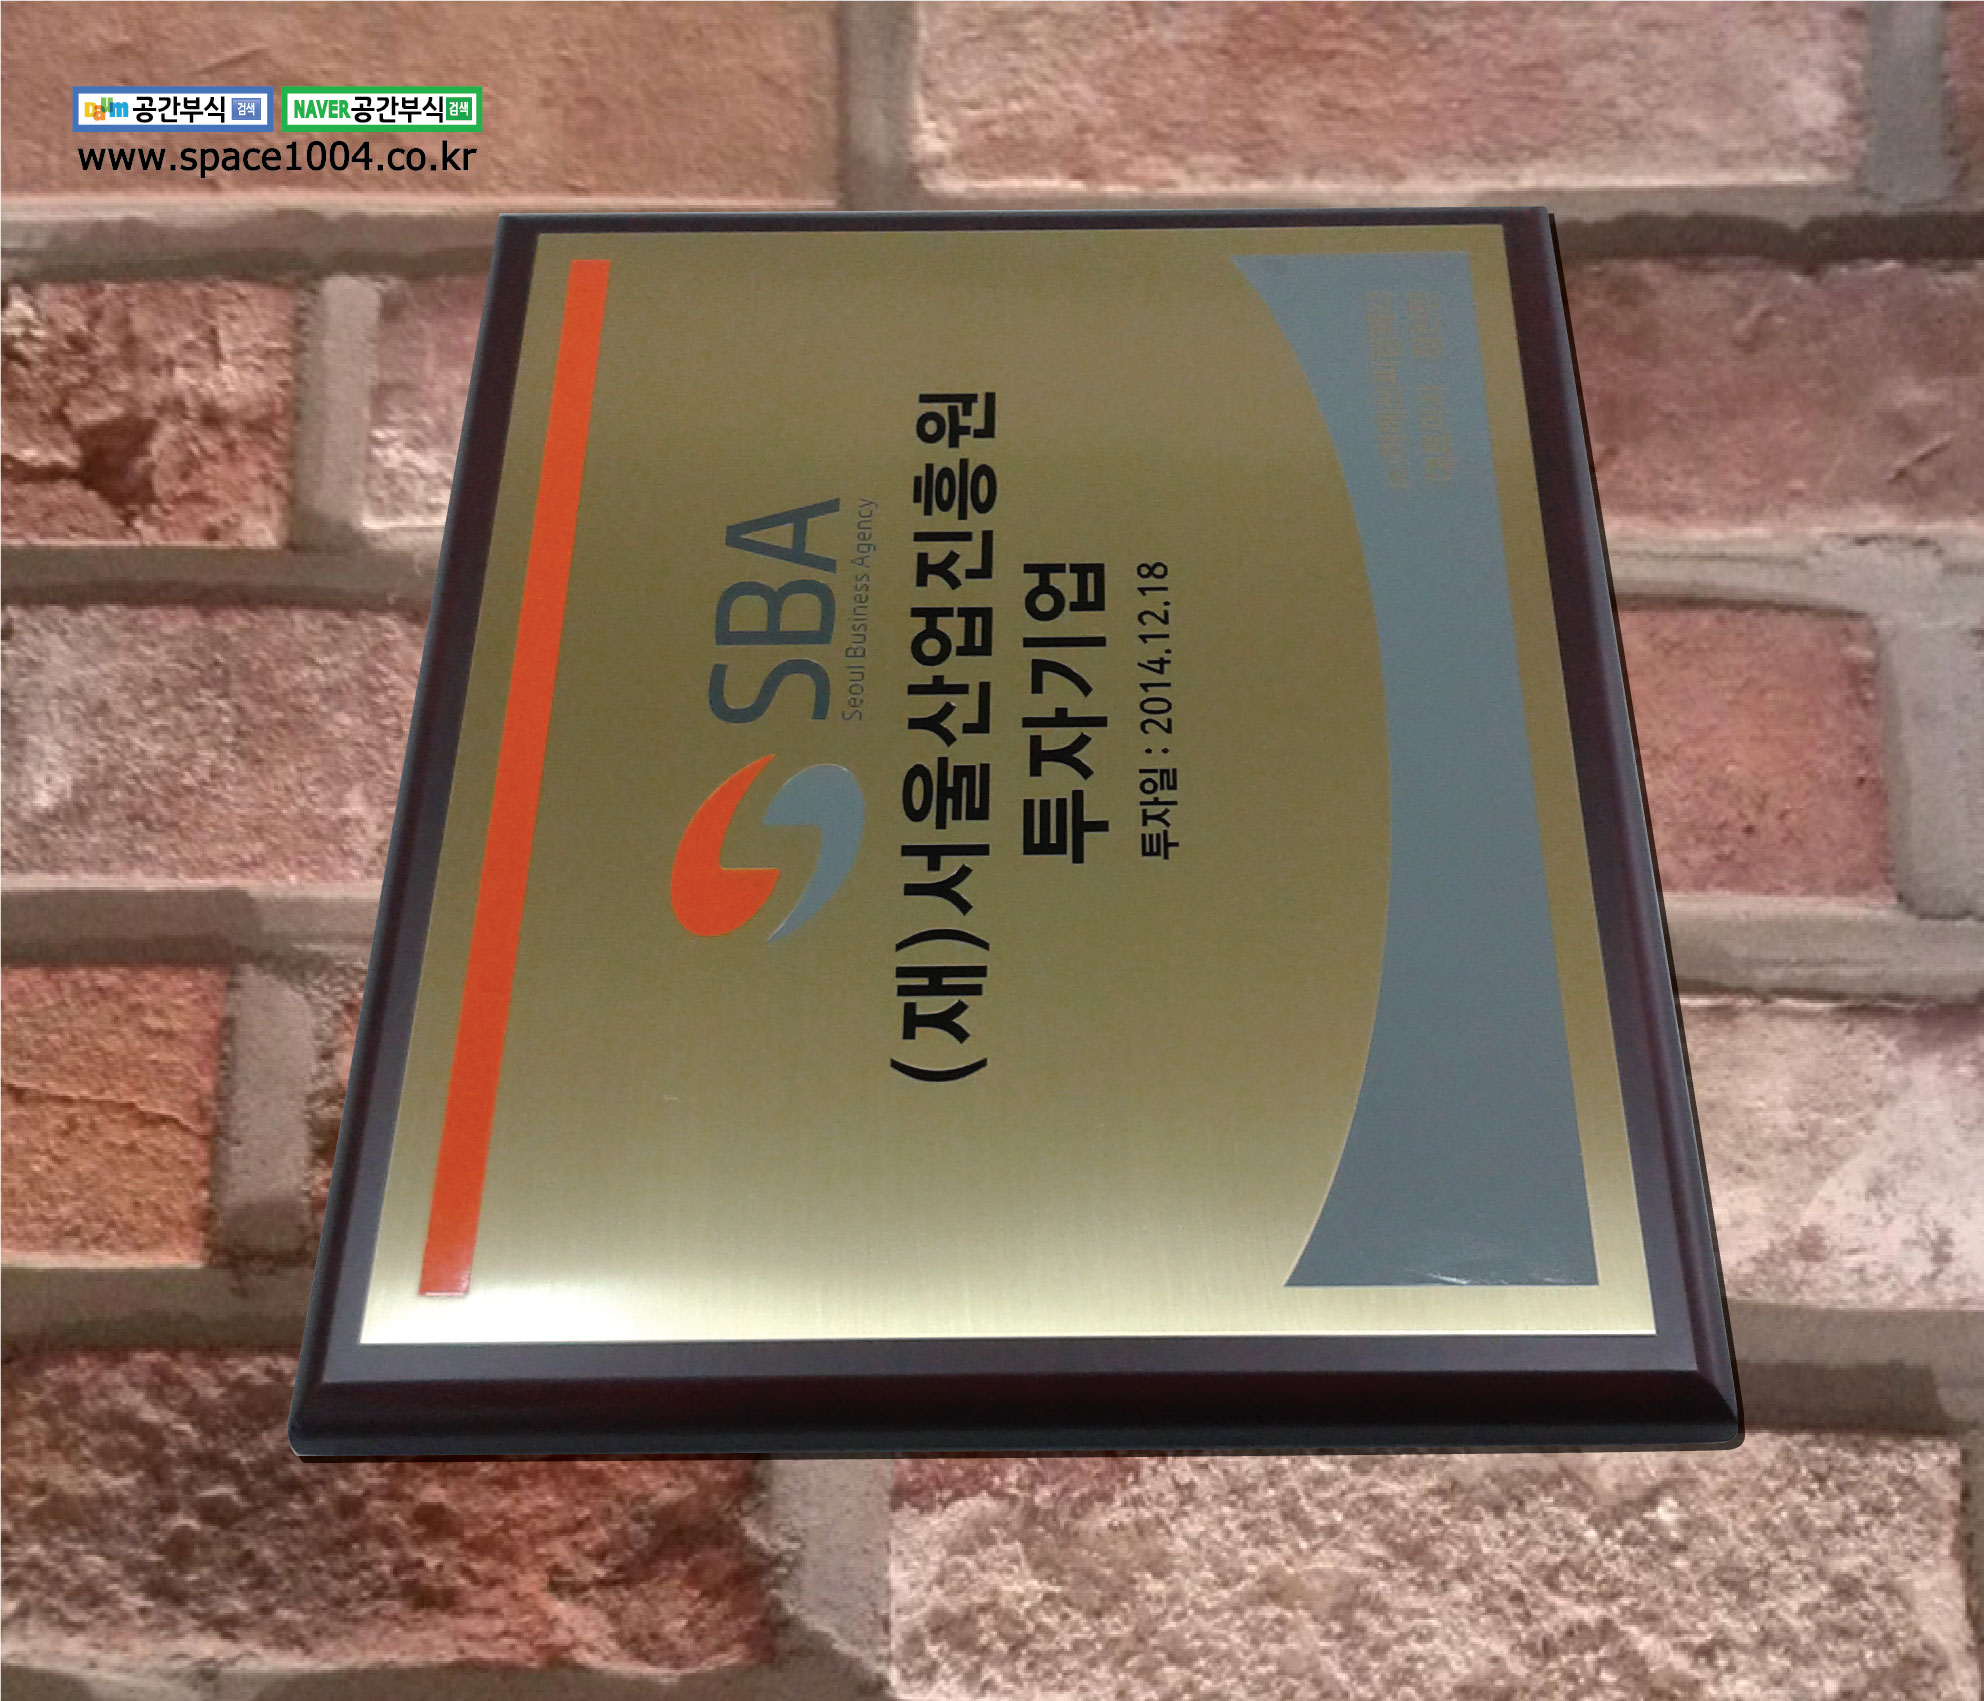 Daum 공간부식 검색
NAVER 공간부식 검색
www.space1004.co.kr
SBA
Seoul Business Agency
(재)서울산업진흥원
투자기업
투자일 : 2014.12.18